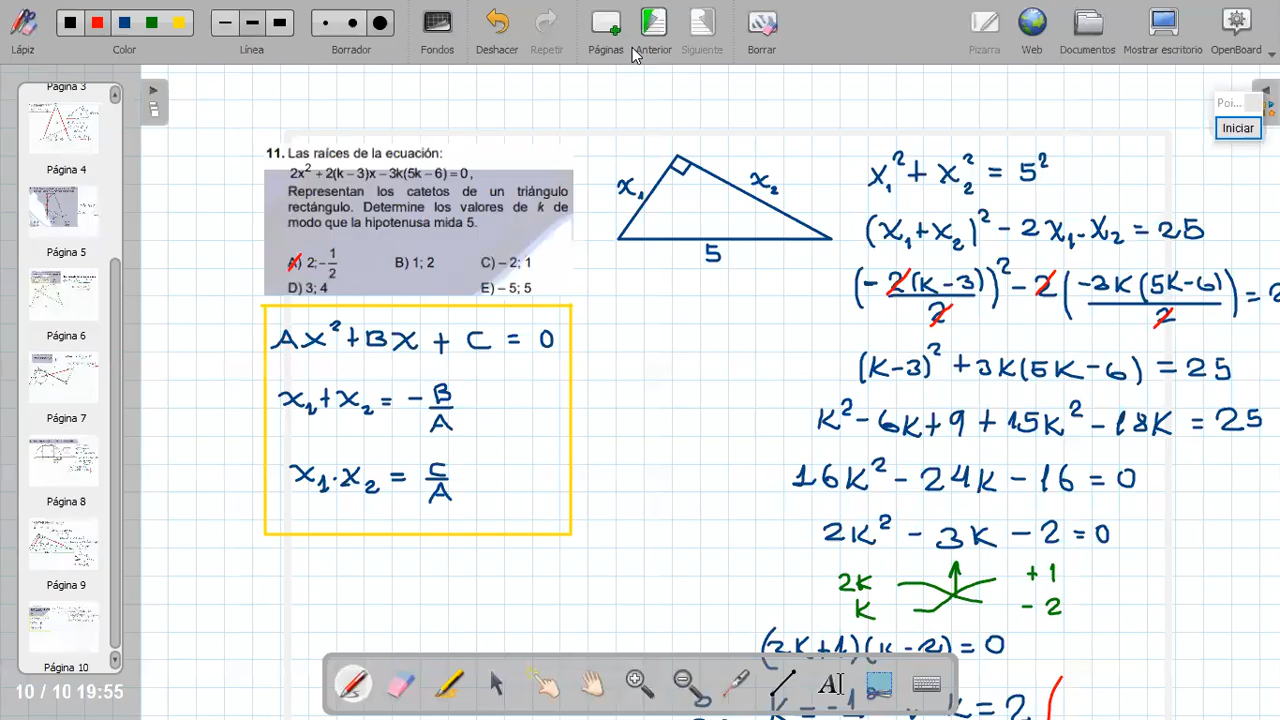 Lápiz Color Línea Borrador Fondos Deshacer Repetir Páginas Anterior Siguiente Borrar Pizarra Web Documentos Mostrar escritorio OpenBoard
Poi...
Iniciar
Página 3
Página 4
Página 5
Página 6
Página 7
Página 8
Página 9
Página 10
10 / 10 19:55
11. Las raíces de la ecuación:
2x² + 2(k – 3)x – 3k(5k – 6) = 0,
Representan los catetos de un triángulo
rectángulo. Determine los valores de k de
modo que la hipotenusa mida 5.
A) 2; -1/2 B) 1; 2 C) – 2; 1
D) 3; 4 E) – 5; 5
Ax² + Bx + C = 0
x₁ + x₂ = - B/A
x₁ · x₂ = C/A
x₁ x₂
5
x₁² + x₂² = 5²
(x₁+x₂)² - 2x₁·x₂ = 25
(-2(k-3)/2)² - 2(-3k(5k-6)/2) = 2
(k-3)² + 3k(5k-6) = 25
k² - 6k + 9 + 15k² - 18k = 25
16k² - 24k - 16 = 0
2k² - 3k - 2 = 0
2k +1
k -2
(2k+1)(k-2) = 0
k = -1 k = 2
AI